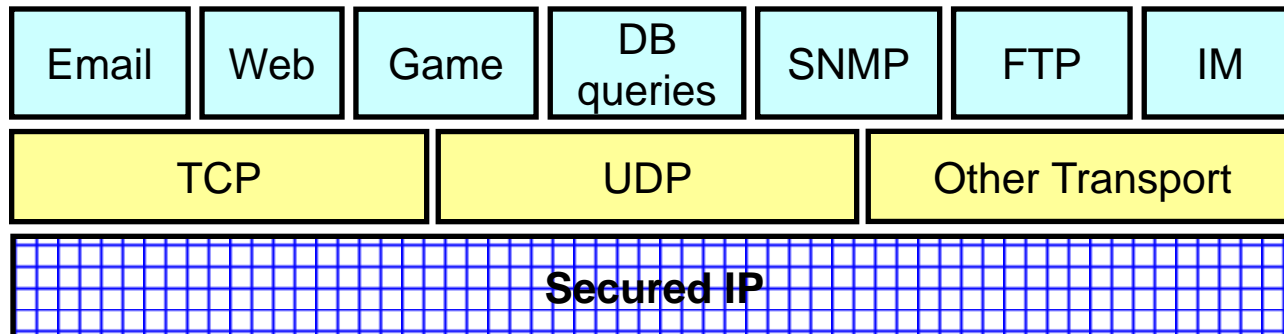 Email Web Game DB queries SNMP FTP IM
TCP UDP Other Transport
Secured IP